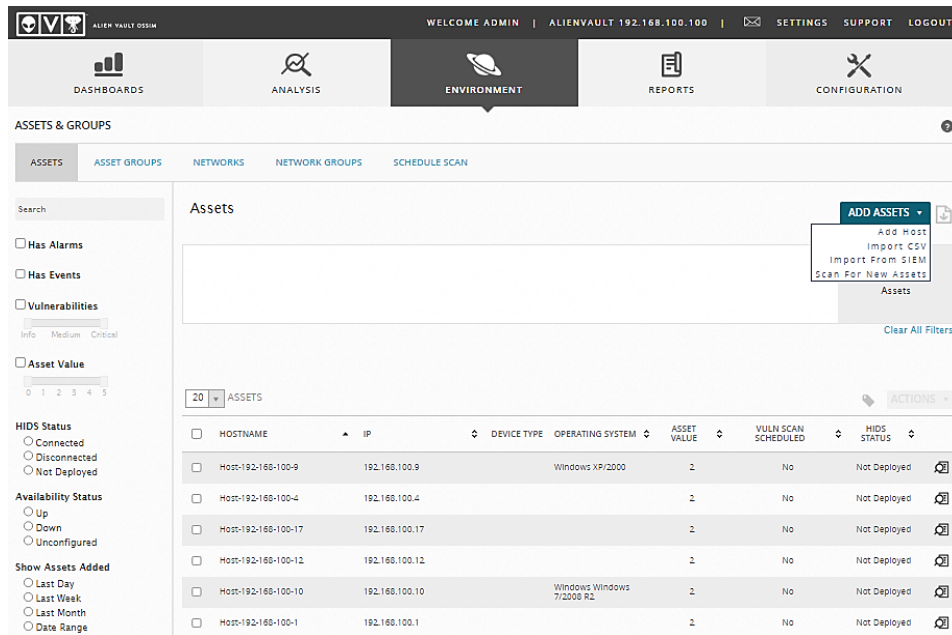 AV ALIEN VAULT OSSIM
WELCOME ADMIN | ALIENVAULT 192.168.100.100 | SETTINGS SUPPORT LOGOUT
DASHBOARDS ANALYSIS ENVIRONMENT REPORTS CONFIGURATION
ASSETS & GROUPS ?
ASSETS ASSET GROUPS NETWORKS NETWORK GROUPS SCHEDULE SCAN
Search
Has Alarms
Has Events
Vulnerabilities
Info Medium Critical
Asset Value
0 1 2 3 4 5
HIDS Status
Connected
Disconnected
Not Deployed
Availability Status
Up
Down
Unconfigured
Show Assets Added
Last Day
Last Week
Last Month
Date Range
Assets
ADD ASSETS
Add Host
Import CSV
Import From SIEM
Scan For New Assets
Assets
Clear All Filters
20 ASSETS
ACTIONS
HOSTNAME IP DEVICE TYPE OPERATING SYSTEM ASSET VALUE VULN SCAN SCHEDULED HIDS STATUS
Host-192-168-100-9 192.168.100.9 Windows XP/2000 2 No Not Deployed
Host-192-168-100-4 192.168.100.4 2 No Not Deployed
Host-192-168-100-17 192.168.100.17 2 No Not Deployed
Host-192-168-100-12 192.168.100.12 2 No Not Deployed
Host-192-168-100-10 192.168.100.10 Windows Windows 7/2008 R2 2 No Not Deployed
Host-192-168-100-1 192.168.100.1 2 No Not Deployed